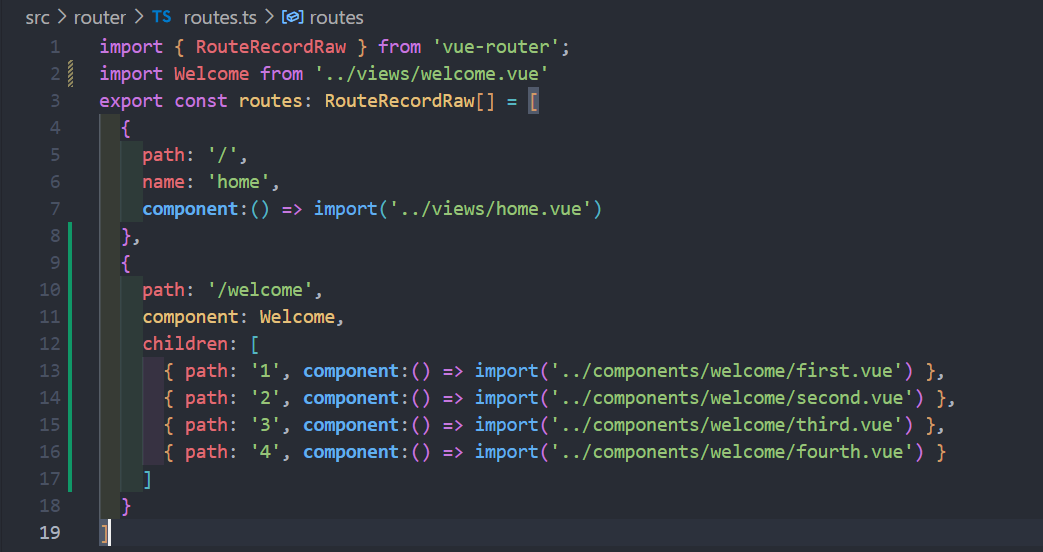 src > router > TS routes.ts > routes
1 import { RouteRecordRaw } from 'vue-router';
2 import Welcome from '../views/welcome.vue'
3 export const routes: RouteRecordRaw[] = [
4   {
5     path: '/',
6     name: 'home',
7     component:() => import('../views/home.vue')
8   },
9   {
10     path: '/welcome',
11     component: Welcome,
12     children: [
13       { path: '1', component:() => import('../components/welcome/first.vue') },
14       { path: '2', component:() => import('../components/welcome/second.vue') },
15       { path: '3', component:() => import('../components/welcome/third.vue') },
16       { path: '4', component:() => import('../components/welcome/fourth.vue') }
17     ]
18   }
19 ]